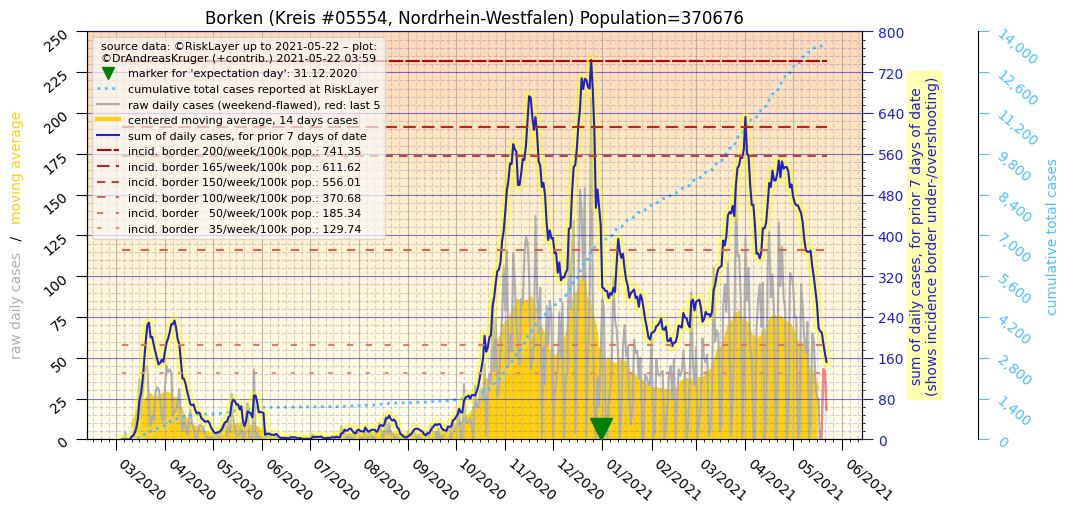 Borken (Kreis #05554, Nordrhein-Westfalen) Population=370676
source data: ©RiskLayer up to 2021-05-22 – plot:
©DrAndreasKruger (+contrib.) 2021-05-22 03:59
marker for 'expectation day': 31.12.2020
cumulative total cases reported at RiskLayer
raw daily cases (weekend-flawed), red: last 5
centered moving average, 14 days cases
sum of daily cases, for prior 7 days of date
incid. border 200/week/100k pop.: 741.35
incid. border 165/week/100k pop.: 611.62
incid. border 150/week/100k pop.: 556.01
incid. border 100/week/100k pop.: 370.68
incid. border 50/week/100k pop.: 185.34
incid. border 35/week/100k pop.: 129.74
raw daily cases / moving average
250
225
200
175
150
125
100
75
50
25
0
03/2020
04/2020
05/2020
06/2020
07/2020
08/2020
09/2020
10/2020
11/2020
12/2020
01/2021
02/2021
03/2021
04/2021
05/2021
06/2021
800
720
640
560
480
400
320
240
160
80
0
sum of daily cases, for prior 7 days of date
(shows incidence border under-/overshooting)
14,000
12,600
11,200
9,800
8,400
7,000
5,600
4,200
2,800
1,400
0
cumulative total cases